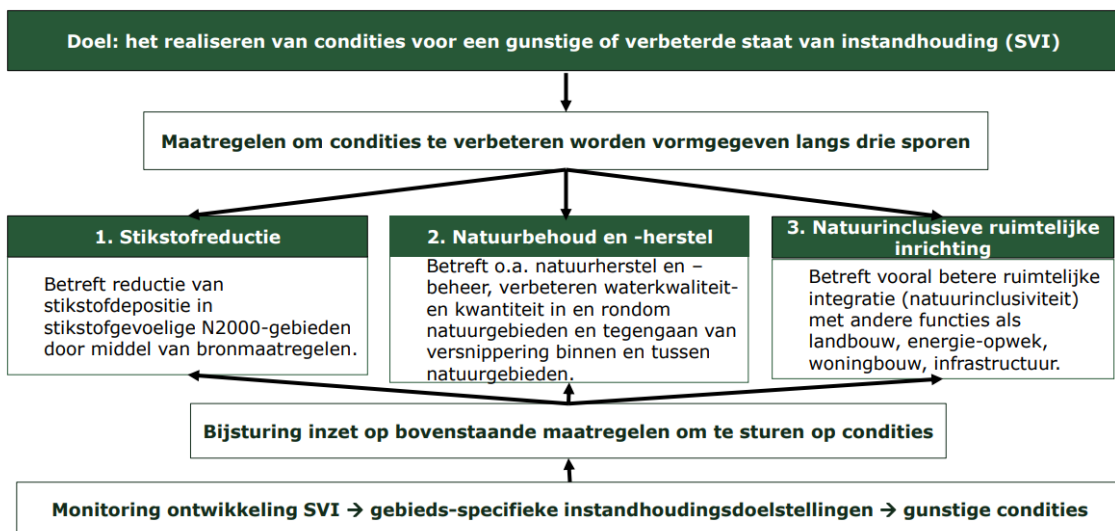 Doel: het realiseren van condities voor een gunstige of verbeterde staat van instandhouding (SVI)
Maatregelen om condities te verbeteren worden vormgegeven langs drie sporen
1. Stikstofreductie
Betreft reductie van
stikstofdepositie in
stikstofgevoelige N2000-gebieden
door middel van bronmaatregelen.
2. Natuurbehoud en -herstel
Betreft o.a. natuurherstel en –
beheer, verbeteren waterkwaliteit-
en kwantiteit in en rondom
natuurgebieden en tegengaan van
versnippering binnen en tussen
natuurgebieden.
3. Natuurinclusieve ruimtelijke
inrichting
Betreft vooral betere ruimtelijke
integratie (natuurinclusiviteit)
met andere functies als
landbouw, energie-opwek,
woningbouw, infrastructuur.
Bijsturing inzet op bovenstaande maatregelen om te sturen op condities
Monitoring ontwikkeling SVI → gebieds-specifieke instandhoudingsdoelstellingen → gunstige condities